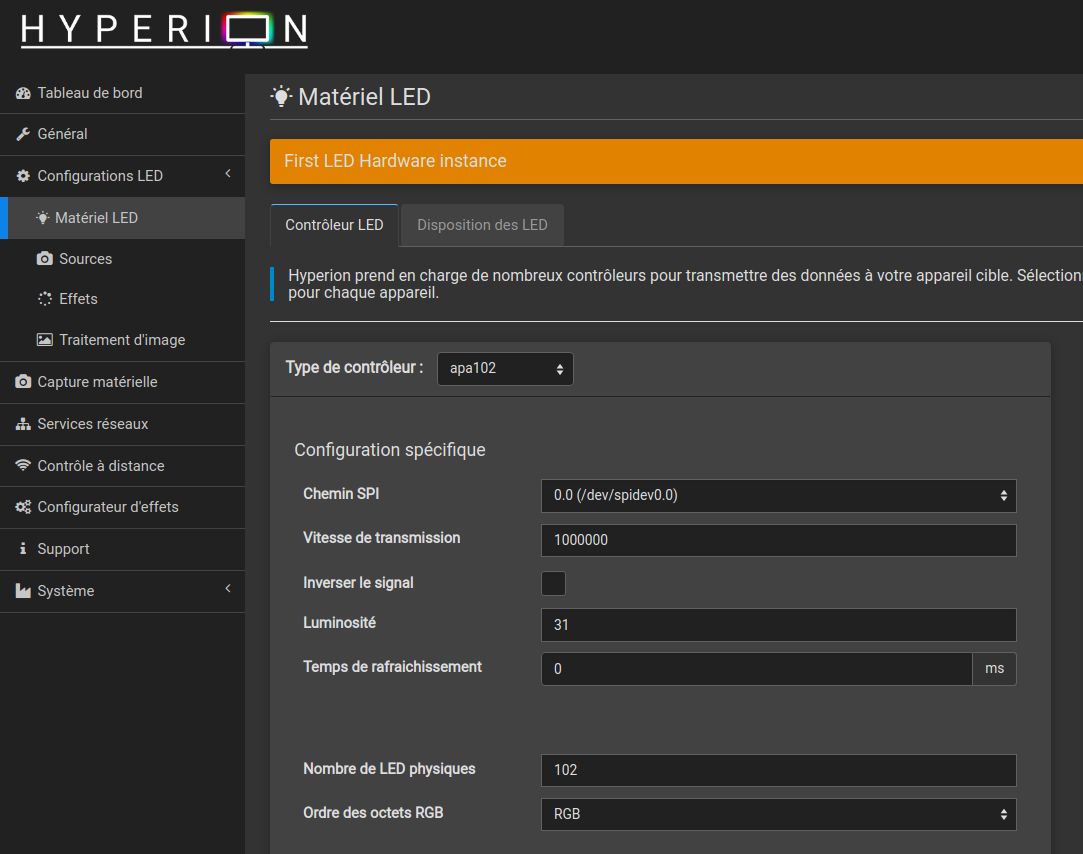 HYPERION
Tableau de bord
Général
Configurations LED
Matériel LED
Sources
Effets
Traitement d'image
Capture matérielle
Services réseaux
Contrôle à distance
Configurateur d'effets
Support
Système
Matériel LED
First LED Hardware instance
Contrôleur LED
Disposition des LED
Hyperion prend en charge de nombreux contrôleurs pour transmettre des données à votre appareil cible. Sélection
pour chaque appareil.
Type de contrôleur : apa102
Configuration spécifique
Chemin SPI 0.0 (/dev/spidev0.0)
Vitesse de transmission 1000000
Inverser le signal
Luminosité 31
Temps de rafraichissement 0 ms
Nombre de LED physiques 102
Ordre des octets RGB RGB